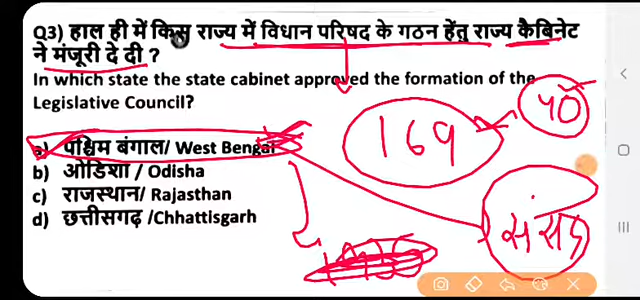 Q3) हाल ही में किस राज्य में विधान परिषद के गठन हेंतु राज्य कैबिनेट
ने मंजूरी दे दी ?
In which state the state cabinet approved the formation of the
Legislative Council?
a) पश्चिम बंगाल/ West Bengal
b) ओडिशा / Odisha
c) राजस्थान/ Rajasthan
d) छत्तीसगढ़ /Chhattisgarh
169
40
संसद